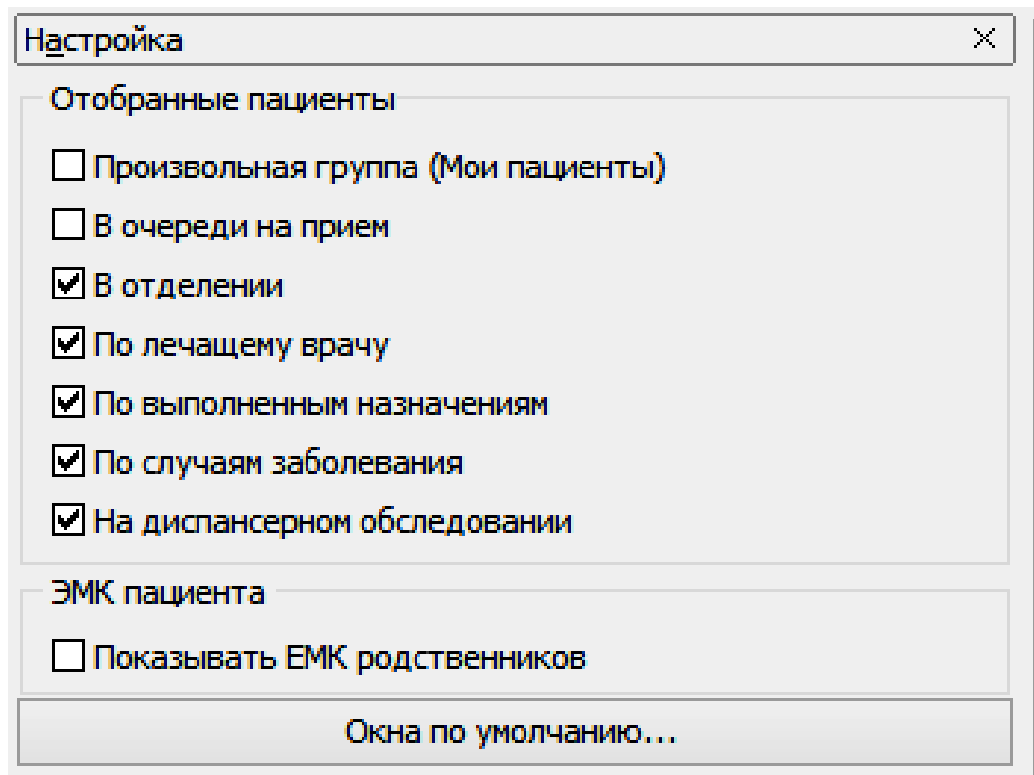 Настройка
Отобранные пациенты
Произвольная группа (Мои пациенты)
В очереди на прием
В отделении
По лечащему врачу
По выполненным назначениям
По случаям заболевания
На диспансерном обследовании
ЭМК пациента
Показывать ЕМК родственников
Окна по умолчанию...